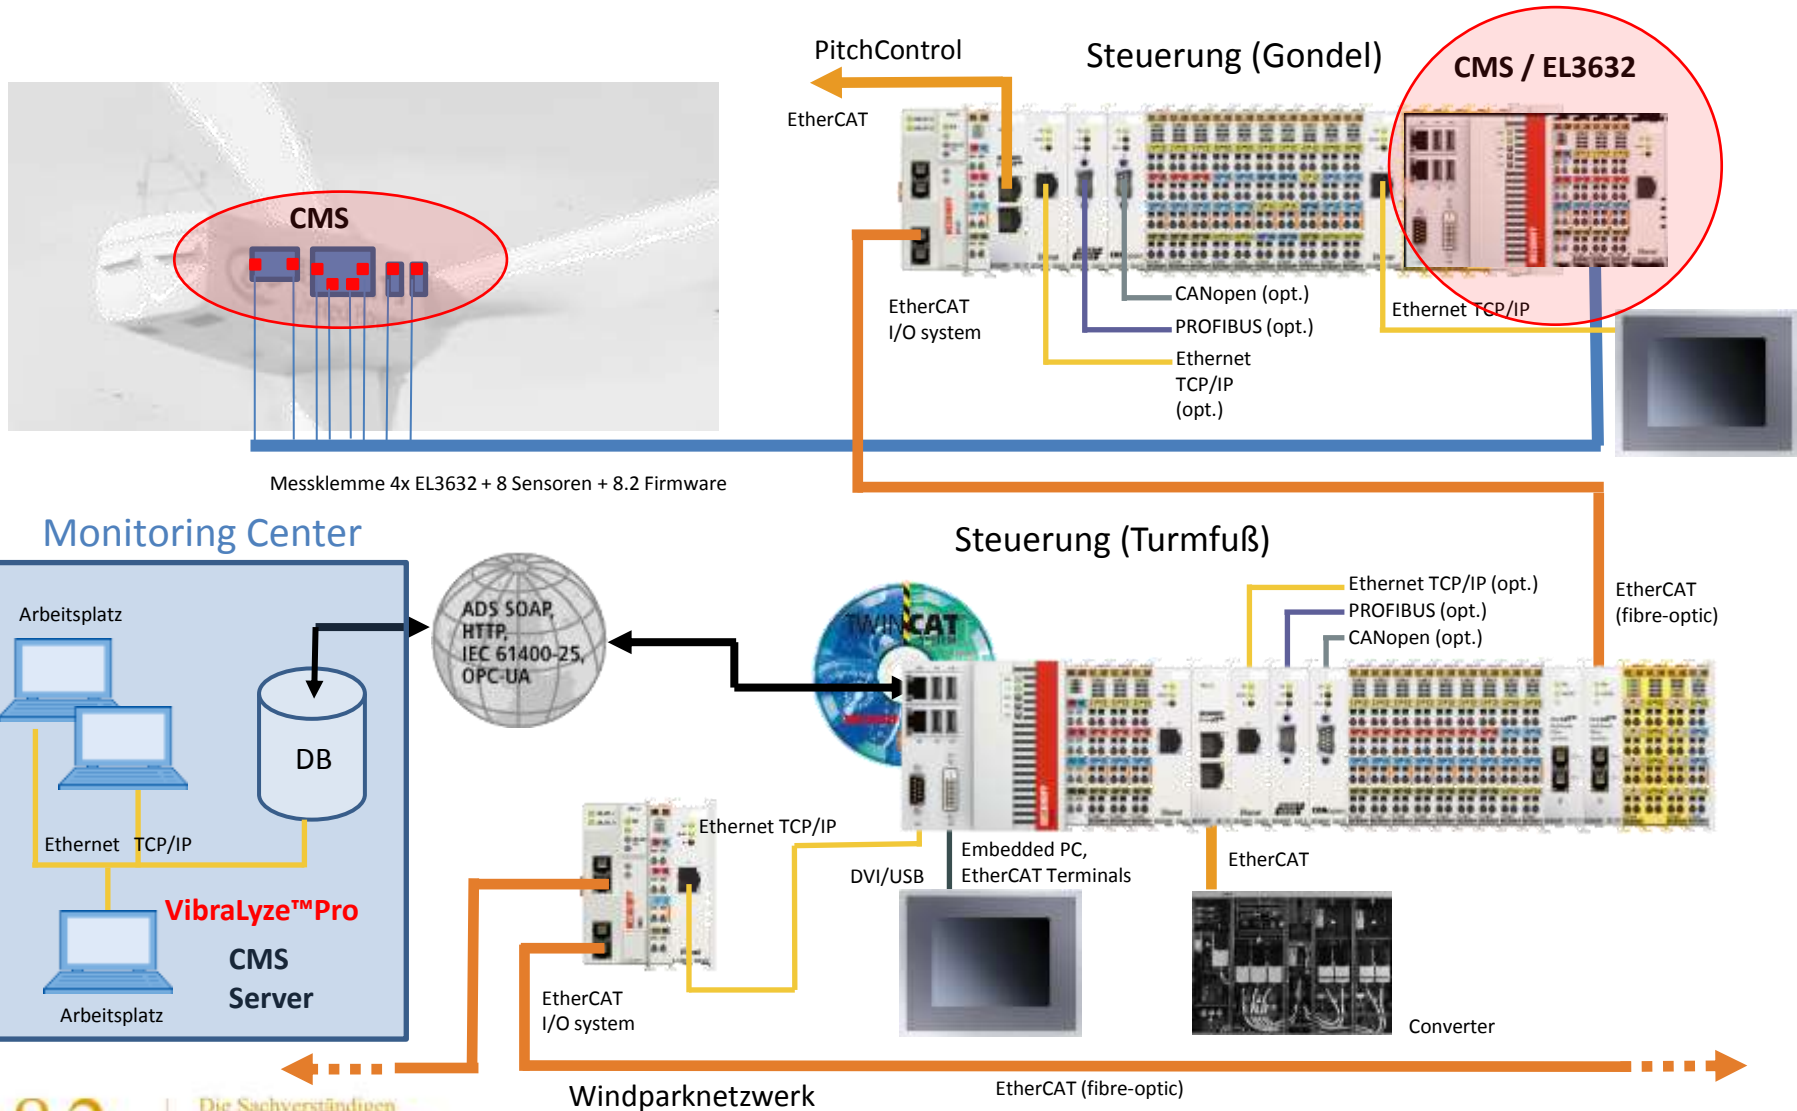 PitchControl
Steuerung (Gondel)
CMS / EL3632
EtherCAT
CMS
EtherCAT
I/O system
CANopen (opt.)
PROFIBUS (opt.)
Ethernet
TCP/IP
(opt.)
Ethernet TCP/IP
Messklemme 4x EL3632 + 8 Sensoren + 8.2 Firmware
Monitoring Center
Steuerung (Turmfuß)
Arbeitsplatz
ADS SOAP,
HTTP,
IEC 61400-25,
OPC-UA
TWINCAT
Ethernet TCP/IP (opt.)
PROFIBUS (opt.)
CANopen (opt.)
EtherCAT
(fibre-optic)
DB
Ethernet TCP/IP
Ethernet TCP/IP
DVI/USB
Embedded PC,
EtherCAT Terminals
EtherCAT
VibraLyze™Pro
CMS
Server
Arbeitsplatz
EtherCAT
I/O system
Converter
EtherCAT (fibre-optic)
Windparknetzwerk
8.2
Die Sachverständigen